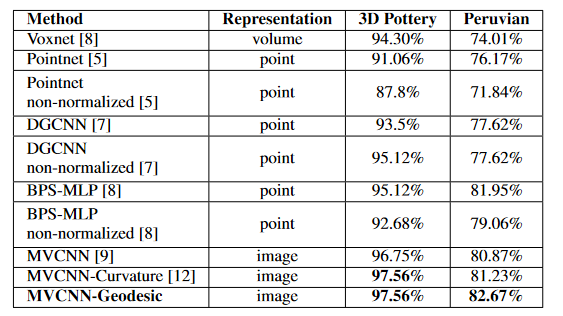 Method Representation 3D Pottery Peruvian
Voxnet [8] volume 94.30% 74.01%
Pointnet [5] point 91.06% 76.17%
Pointnet
non-normalized [5] point 87.8% 71.84%
DGCNN [7] point 93.5% 77.62%
DGCNN
non-normalized [7] point 95.12% 77.62%
BPS-MLP [8] point 95.12% 81.95%
BPS-MLP
non-normalized [8] point 92.68% 79.06%
MVCNN [9] image 96.75% 80.87%
MVCNN-Curvature [12] image 97.56% 81.23%
MVCNN-Geodesic image 97.56% 82.67%